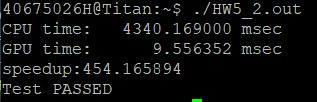 40675026H@Titan:~$ ./HW5_2.out
CPU time:   4340.169000 msec
GPU time:      9.556352 msec
speedup:454.165894
Test PASSED